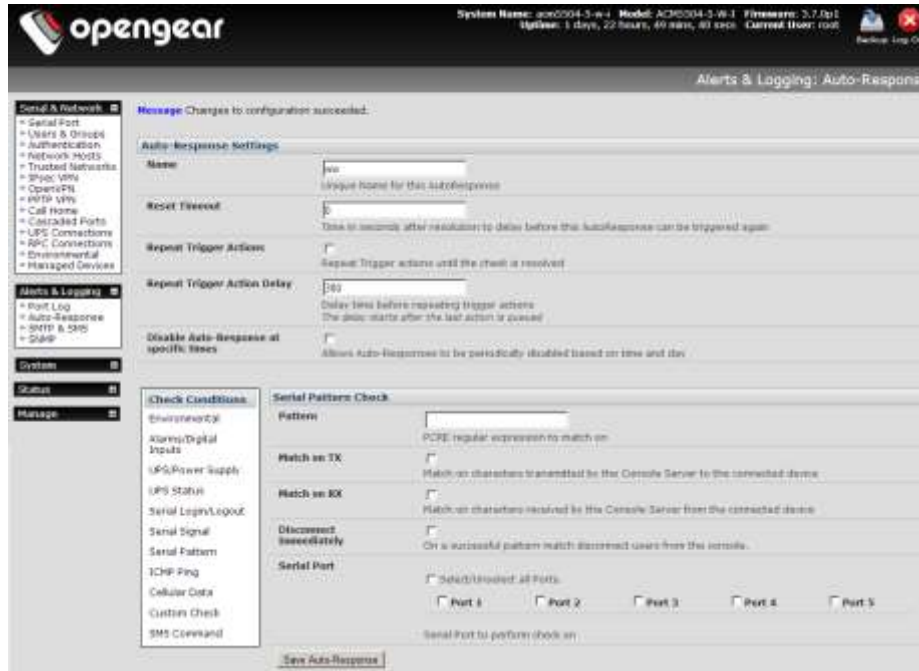 opengear
System Name: acm5504-5-w-i Model: ACM5504-5-W-I Firmware: 3.7.0p1
Uptime: 1 days, 22 hours, 49 mins, 40 secs Current User: root
Backup Log O
Alerts & Logging: Auto-Respons
Serial & Network
Serial Port
Users & Groups
Authentication
Network Hosts
Trusted Networks
IPsec VPN
OpenVPN
PPTP VPN
Call Home
Cascaded Ports
UPS Connections
RPC Connections
Environmental
Managed Devices
Alerts & Logging
Port Log
Auto-Response
SMTP & SMS
SNMP
System
Status
Manage
Message Changes to configuration succeeded.
Auto-Response Settings
Name
Unique Name for this AutoResponse
Reset Timeout
0
Time in seconds after resolution to delay before this AutoResponse can be triggered again
Repeat Trigger Actions
Repeat Trigger actions until the check is resolved
Repeat Trigger Action Delay
300
Delay time before repeating trigger actions
The delay starts after the last action is queued
Disable Auto-Response at specific times
Allows Auto-Responses to be periodically disabled based on time and day
Check Conditions
Environmental
Alarms/Digital Inputs
UPS/Power Supply
UPS Status
Serial Login/Logout
Serial Signal
Serial Pattern
ICMP Ping
Cellular Data
Custom Check
SMS Command
Serial Pattern Check
Pattern
PCRE regular expression to match on
Match on TX
Match on characters transmitted by the Console Server to the connected device
Match on RX
Match on characters received by the Console Server from the connected device
Disconnect Immediately
On a successful pattern match disconnect users from the console.
Serial Port
Select/Unselect all Ports.
Port 1 Port 2 Port 3 Port 4 Port 5
Serial Port to perform check on
Save Auto-Response